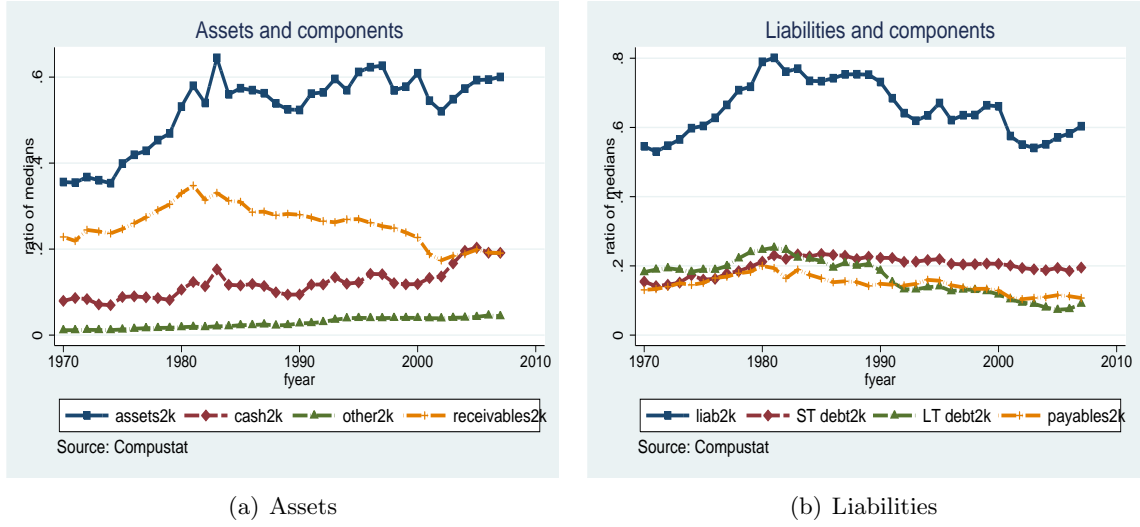 Assets and components
ratio of medians
0 .2 .4 .6
1970 1980 1990 2000 2010
fyear
assets2k cash2k other2k receivables2k
Source: Compustat
(a) Assets
Liabilities and components
ratio of medians
0 .2 .4 .6 .8
1970 1980 1990 2000 2010
fyear
liab2k ST debt2k LT debt2k payables2k
Source: Compustat
(b) Liabilities